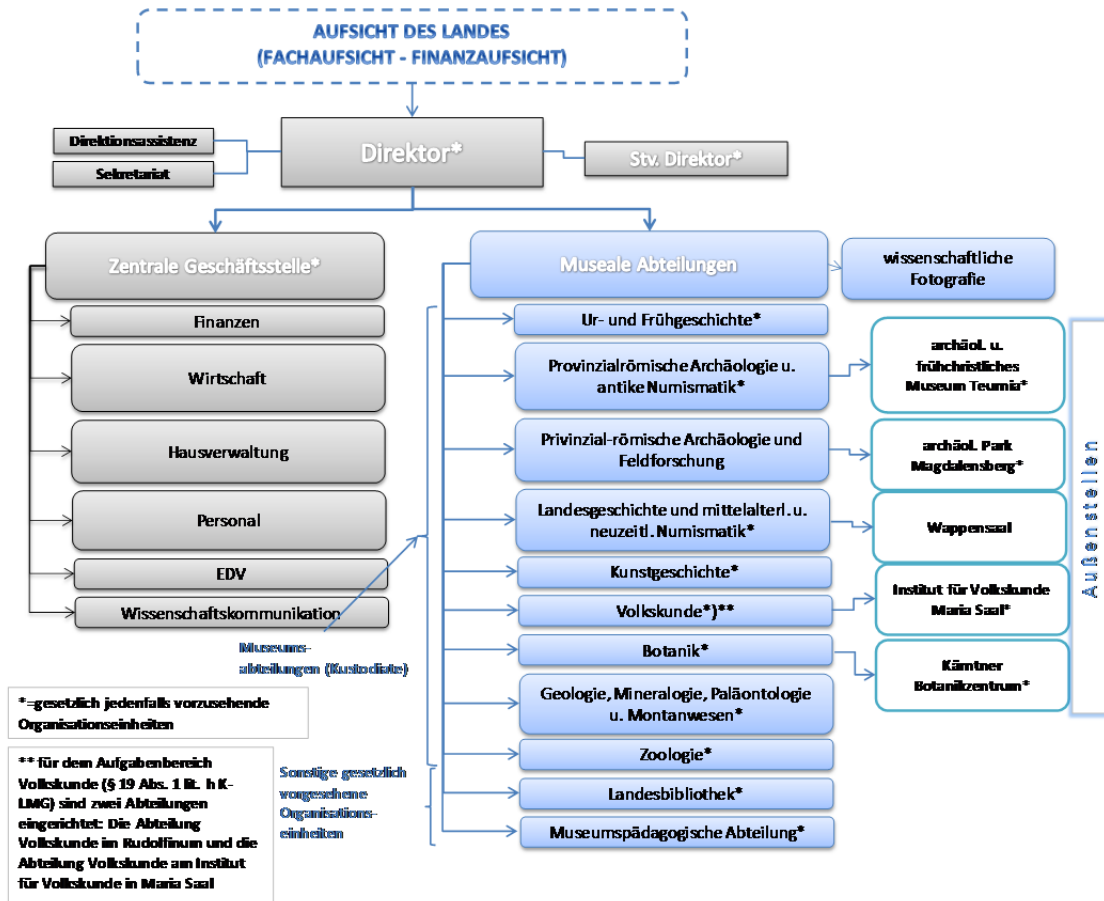 AUFSICHT DES LANDES
(FACHAUFSICHT - FINANZAUFSICHT)
Direktionsassistenz
Sekretariat
Direktor*
Stv. Direktor*
Zentrale Geschäftsstelle*
Finanzen
Wirtschaft
Hausverwaltung
Personal
EDV
Wissenschaftskommunikation
Museale Abteilungen
wissenschaftliche
Fotografie
Ur- und Frühgeschichte*
Provinzialrömische Archäologie u.
antike Numismatik*
Privinzial-römische Archäologie und
Feldforschung
Landesgeschichte und mittelalterl. u.
neuzeitl. Numismatik*
Kunstgeschichte*
Volkskunde*)**
Botanik*
Geologie, Mineralogie, Paläontologie
u. Montanwesen*
Zoologie*
Landesbibliothek*
Museumspädagogische Abteilung*
archäol. u.
frühchristliches
Museum Teurnia*
archäol. Park
Magdalensberg*
Wappensaal
Institut für Volkskunde
Maria Saal*
Kärntner
Botanikzentrum*
Außenstellen
Museums-
abteilungen (Kustodiate)
Sonstige gesetzlich
vorgesehene
Organisations-
einheiten
*=gesetzlich jedenfalls vorzusehende
Organisationseinheiten
** für dem Aufgabenbereich
Volkskunde (§ 19 Abs. 1 lit. h K-
LMG) sind zwei Abteilungen
eingerichtet: Die Abteilung
Volkskunde im Rudolfinum und die
Abteilung Volkskunde am Institut
für Volkskunde in Maria Saal